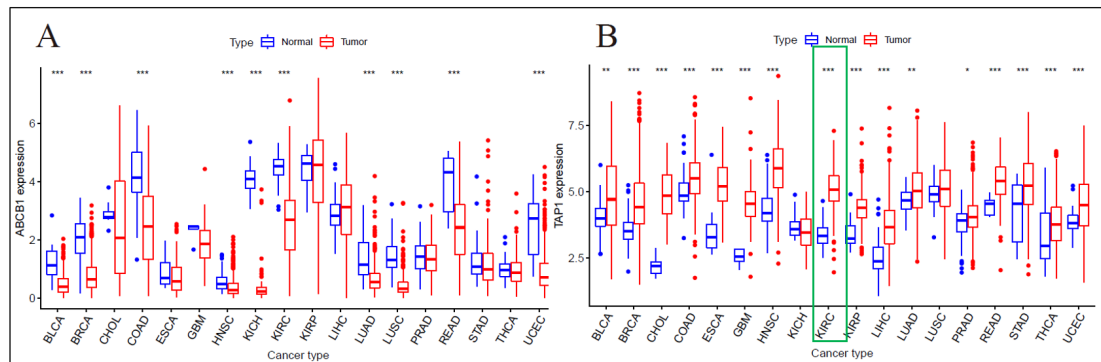 A
Type Normal Tumor
*** *** *** *** *** *** *** *** *** ***
ABCB1 expression
6
4
2
0
BLCA
BRCA
CHOL
COAD
ESCA
GBM
HNSC
KICH
KIRC
KIRP
LIHC
LUAD
LUSC
PRAD
READ
STAD
THCA
UCEC
Cancer type
B
Type Normal Tumor
** *** *** *** *** *** *** *** *** *** ** * *** *** *** ***
TAP1 expression
7.5
5.0
2.5
BLCA
BRCA
CHOL
COAD
ESCA
GBM
HNSC
KICH
KIRC
KIRP
LIHC
LUAD
LUSC
PRAD
READ
STAD
THCA
UCEC
Cancer type